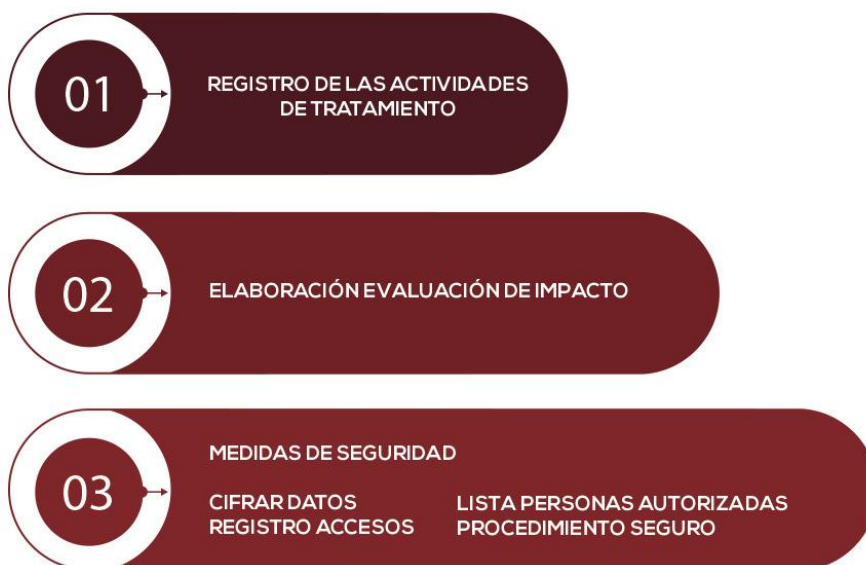 01
REGISTRO DE LAS ACTIVIDADES
DE TRATAMIENTO
02
ELABORACIÓN EVALUACIÓN DE IMPACTO
03
MEDIDAS DE SEGURIDAD
CIFRAR DATOS
REGISTRO ACCESOS
LISTA PERSONAS AUTORIZADAS
PROCEDIMIENTO SEGURO